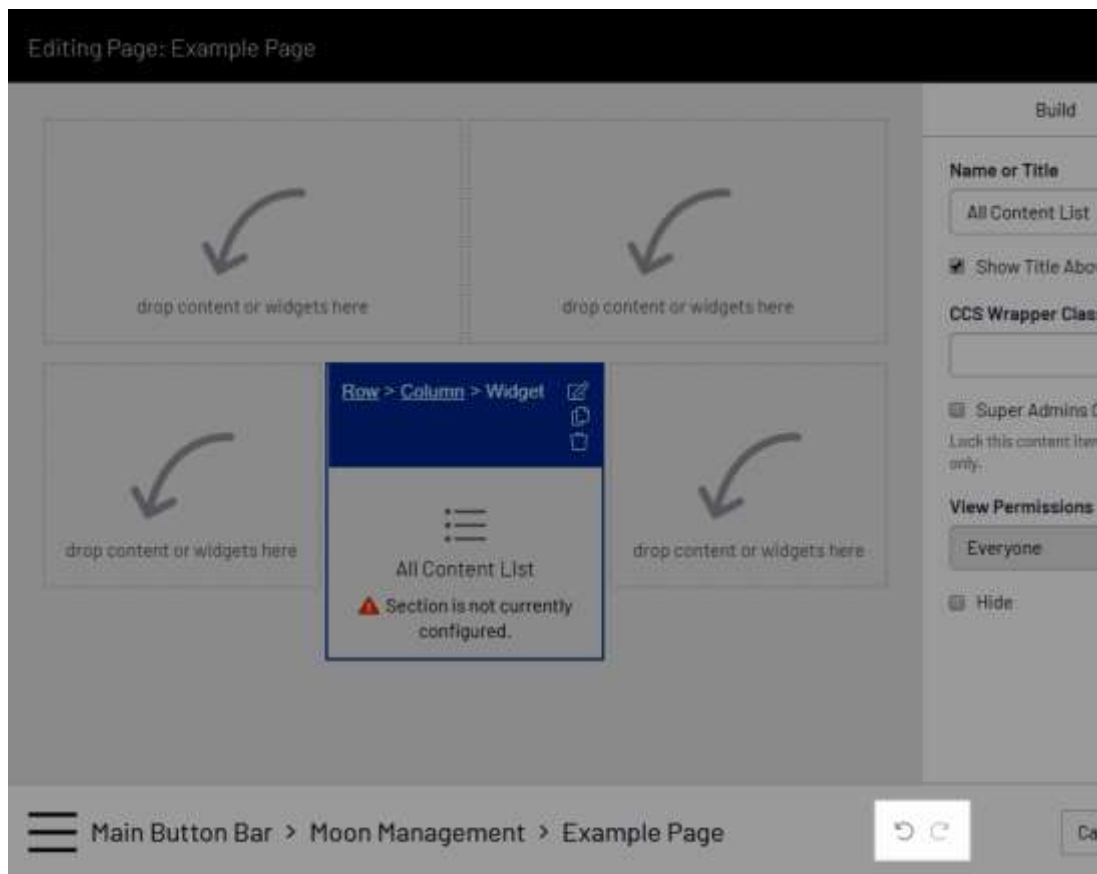 Editing Page: Example Page
Build
Name or Title
All Content List
Show Title Abo
drop content or widgets here
drop content or widgets here
CCS Wrapper Clas
Row > Column > Widget
Super Admins
Lock this content item
only.
View Permissions
drop content or widgets here
drop content or widgets here
Everyone
All Content List
Section is not currently
configured.
Hide
Main Button Bar > Moon Management > Example Page
Ca